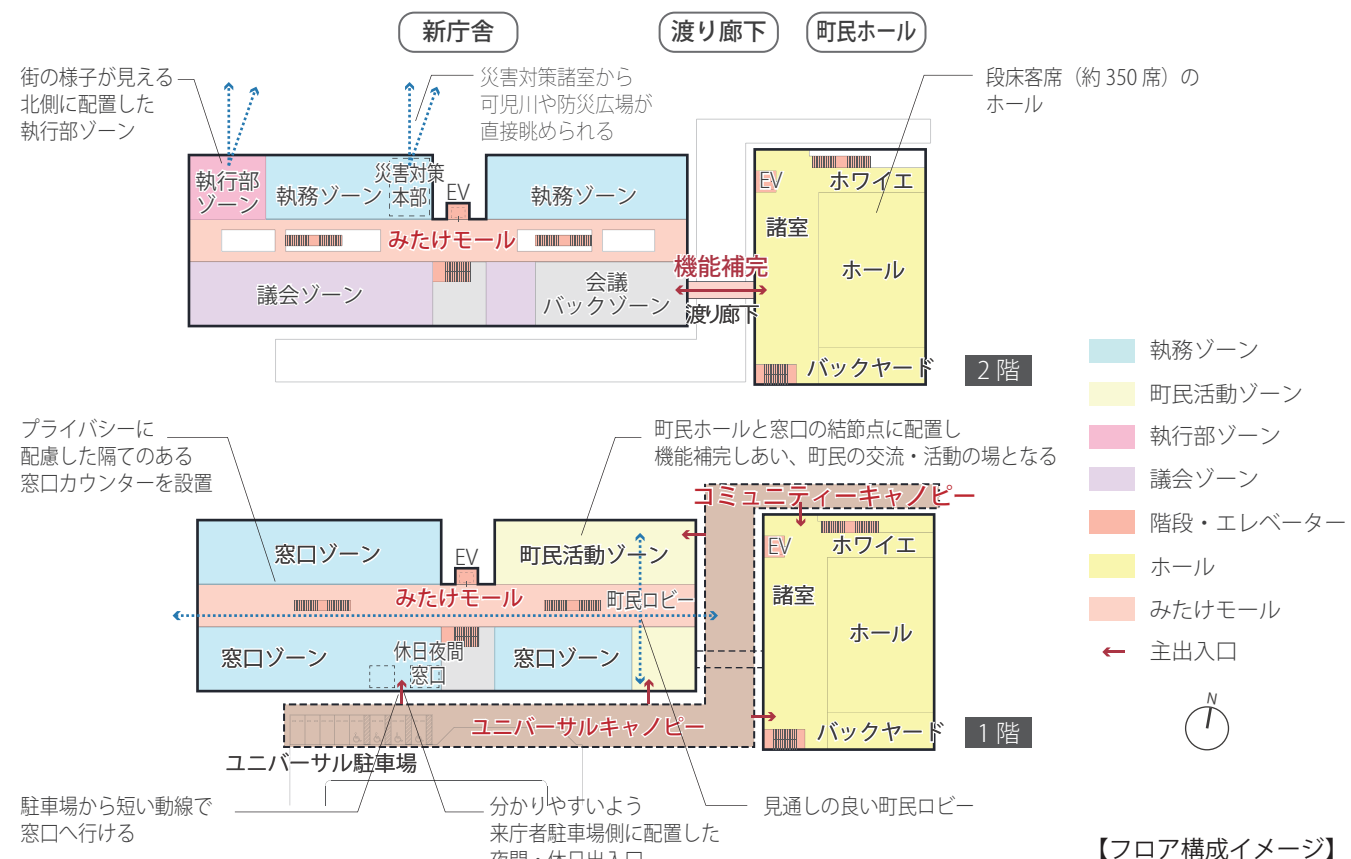 新庁舎
渡り廊下
町民ホール
街の様子が見える
北側に配置した
執行部ゾーン
災害対策諸室から
可児川や防災広場が
直接眺められる
段床客席（約 350 席）の
ホール
執行部
ゾーン
執務ゾーン
災害対策
本部
EV
執務ゾーン
みたけモール
議会ゾーン
会議
バックゾーン
機能補完
渡り廊下
EV
ホワイエ
諸室
ホール
バックヤード
2 階
執務ゾーン
町民活動ゾーン
執行部ゾーン
議会ゾーン
階段・エレベーター
ホール
みたけモール
主出入口
N
プライバシーに
配慮した隔てのある
窓口カウンターを設置
町民ホールと窓口の結節点に配置し
機能補完しあい、町民の交流・活動の場となる
コミュニティーキャノピー
窓口ゾーン
EV
町民活動ゾーン
みたけモール
町民ロビー
窓口ゾーン
休日夜間
窓口
窓口ゾーン
EV
ホワイエ
諸室
ホール
バックヤード
1 階
ユニバーサルキャノピー
ユニバーサル駐車場
駐車場から短い動線で
窓口へ行ける
分かりやすいよう
来庁者駐車場側に配置した
夜間・休日出入口
見通しの良い町民ロビー
【フロア構成イメージ】